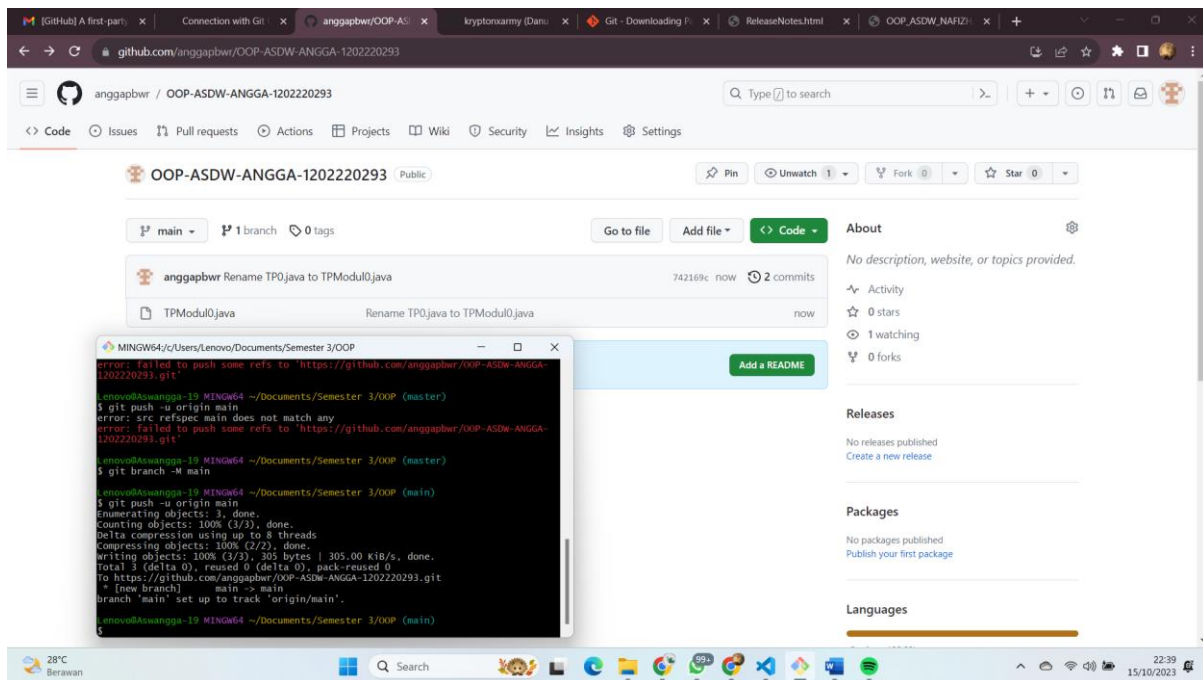 [GitHub] A first-party
Connection with Git
anggapbwr/OOP-AS
kryptonxarmy (Danu
Git - Downloading P
ReleaseNotes.html
OOP_ASDW_NAFIZH
github.com/anggapbwr/OOP-ASDW-ANGGA-1202220293
anggapbwr / OOP-ASDW-ANGGA-1202220293
Type / to search
Code
Issues
Pull requests
Actions
Projects
Wiki
Security
Insights
Settings
OOP-ASDW-ANGGA-1202220293 Public
Pin
Unwatch 1
Fork 0
Star 0
main
1 branch
0 tags
Go to file
Add file
<> Code
anggapbwr Rename TP0.java to TPModul0.java
742169c now
2 commits
TPModul0.java
Rename TP0.java to TPModul0.java
now
Add a README
About
No description, website, or topics provided.
Activity
0 stars
1 watching
0 forks
Releases
No releases published
Create a new release
Packages
No packages published
Publish your first package
Languages
MINGW64:/c/Users/Lenovo/Documents/Semester 3/OOP
error: failed to push some refs to 'https://github.com/anggapbwr/OOP-ASDW-ANGGA-
1202220293.git'
Lenovo@Aswangga-19 MINGW64 ~/Documents/Semester 3/OOP (master)
$ git push -u origin main
error: src refspec main does not match any
error: failed to push some refs to 'https://github.com/anggapbwr/OOP-ASDW-ANGGA-
1202220293.git'
Lenovo@Aswangga-19 MINGW64 ~/Documents/Semester 3/OOP (master)
$ git branch -M main
Lenovo@Aswangga-19 MINGW64 ~/Documents/Semester 3/OOP (main)
$ git push -u origin main
Enumerating objects: 3, done.
Counting objects: 100% (3/3), done.
Delta compression using up to 8 threads
Compressing objects: 100% (2/2), done.
Writing objects: 100% (3/3), 305 bytes | 305.00 KiB/s, done.
Total 3 (delta 0), reused 0 (delta 0), pack-reused 0
To https://github.com/anggapbwr/OOP-ASDW-ANGGA-1202220293.git
* [new branch] main -> main
branch 'main' set up to track 'origin/main'.
Lenovo@Aswangga-19 MINGW64 ~/Documents/Semester 3/OOP (main)
$
28°C
Berawan
Search
99+
22:39
15/10/2023